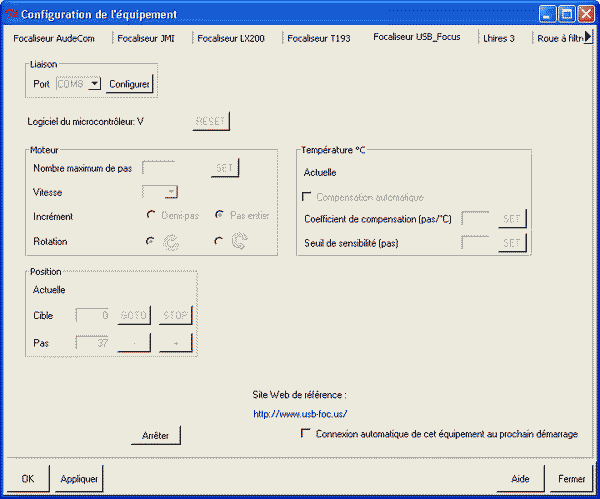 Configuration de l'équipement
Focaliseur AudeCom Focaliseur JMI Focaliseur LX200 Focaliseur T193 Focaliseur USB_Focus Lhires 3 Roue à filtr
Liaison
Port COM8 Configurer
Logiciel du microcontrôleur: V RESET
Moteur
Nombre maximum de pas SET
Vitesse
Incrément Demi-pas Pas entier
Rotation
Température °C
Actuelle
Compensation automatique
Coefficient de compensation (pas/°C) SET
Seuil de sensibilité (pas) SET
Position
Actuelle
Cible 0 GOTO STOP
Pas 37 - +
Site Web de référence :
http://www.usb-foc.us/
Arrêter Connexion automatique de cet équipement au prochain démarrage
OK Appliquer Aide Fermer